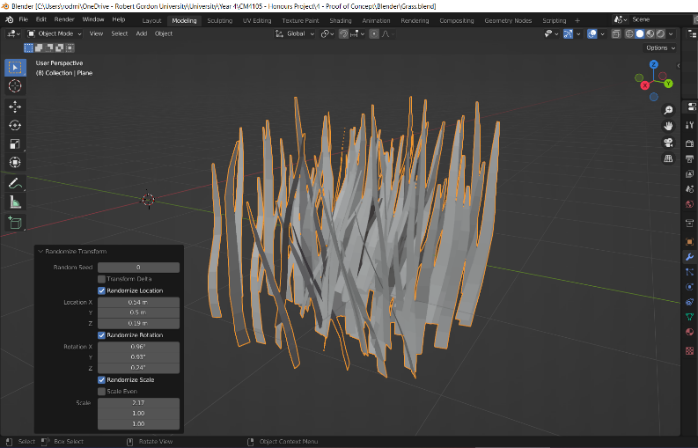 Blender [C:\Users\rodmi\OneDrive - Robert Gordon University\University\Year 4\CM4105 - Honours Project\4 - Proof of Concept\Blender\Grass.blend]
File Edit Render Window Help Layout Modeling Sculpting UV Editing Texture Paint Shading Animation Rendering Compositing Geometry Nodes Scripting Scene
Object Mode View Select Add Object Global
Options
User Perspective
(8) Collection | Plane
Z
Y
X
Randomize Transform
Random Seed 0
Transform Delta
Randomize Location
Location X 0.54 m
Y 0.5 m
Z 0.19 m
Randomize Rotation
Rotation X 0.96°
Y 0.93°
Z 0.74°
Randomize Scale
Scale Even
Scale 2.17
1.00
1.00
Select Box Select Rotate View Object Context Menu